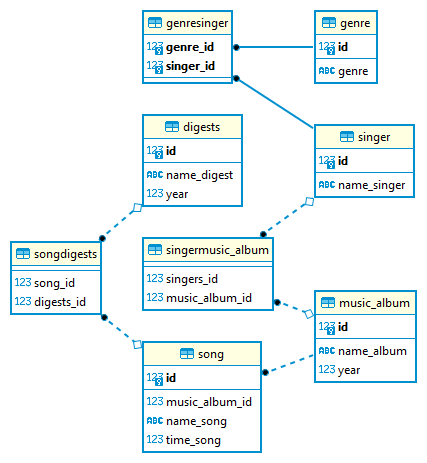 genresinger
123 genre_id
123 singer_id
genre
123 id
ABC genre
digests
123 id
ABC name_digest
123 year
singer
123 id
ABC name_singer
songdigests
123 song_id
123 digests_id
singermusic_album
123 singers_id
123 music_album_id
music_album
123 id
ABC name_album
123 year
song
123 id
123 music_album_id
ABC name_song
123 time_song